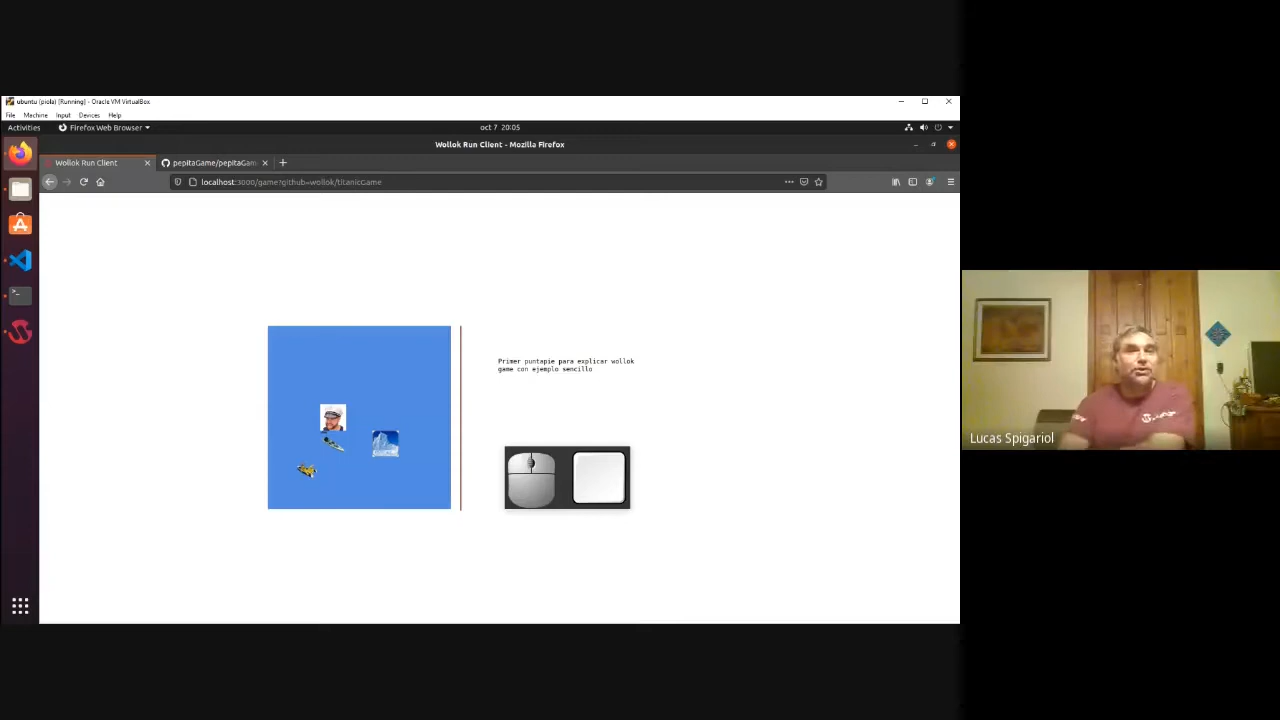 ubuntu (piola) [Running] - Oracle VM VirtualBox
File Machine Input Devices Help
Activities Firefox Web Browser oct 7 20:05
Wollok Run Client - Mozilla Firefox
Wollok Run Client pepitaGame/pepitaGam
localhost:3000/game?github=wollok/titanicGame
Primer puntapie para explicar wollok
game con ejemplo sencillo
Lucas Spigariol